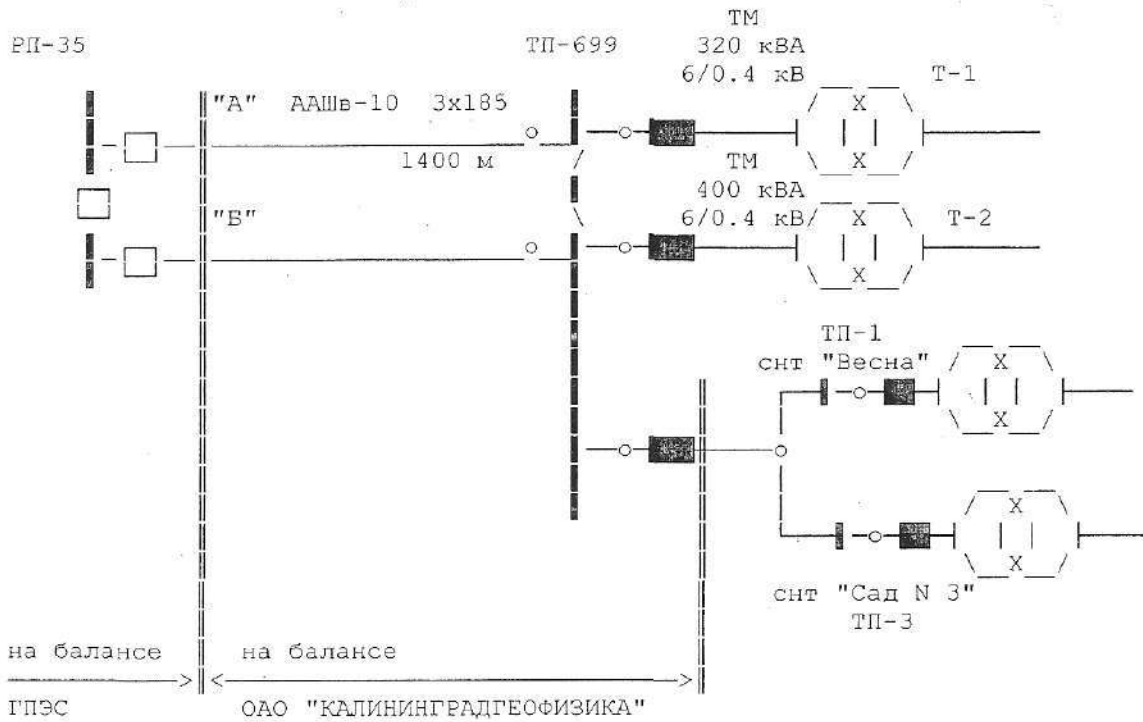 ТМ
РП-35 ТП-699 320 кВА
6/0.4 кВ Т-1
"А" ААШв-10 3х185 Х
1400 м ТМ Х
400 кВА
"Б" 6/0.4 кВ Х Т-2
Х
ТП-1
снт "Весна" Х
Х
Х
Х
снт "Сад N 3"
ТП-3
на балансе на балансе
ГПЭС ОАО "КАЛИНИНГРАДГЕОФИЗИКА"